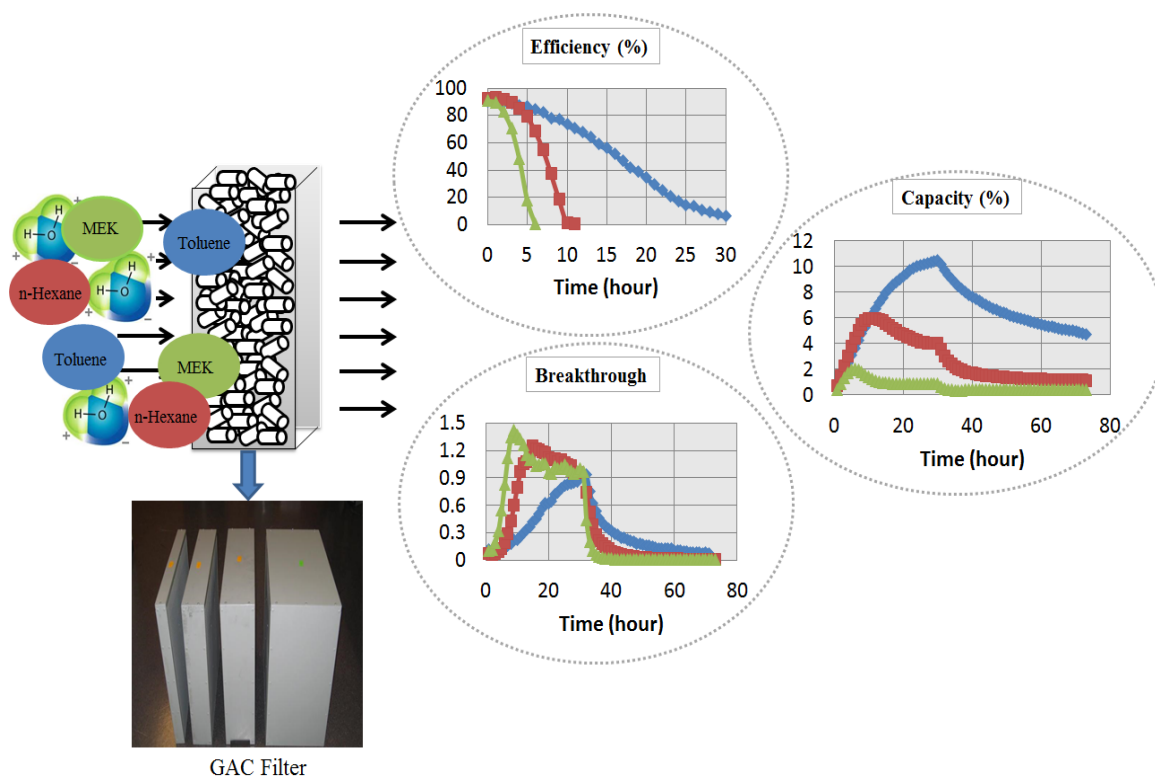 MEK
H
O
H
+
+
n-Hexane
H
H
O
+
+
−
Toluene
MEK
H
H
O
+
+
−
n-Hexane
Toluene
GAC Filter
Efficiency (%)
100
80
60
40
20
0
0 5 10 15 20 25 30
Time (hour)
Breakthrough
1.5
1.2
0.9
0.6
0.3
0
0 20 40 60 80
Time (hour)
Capacity (%)
12
10
8
6
4
2
0
0 20 40 60 80
Time (hour)